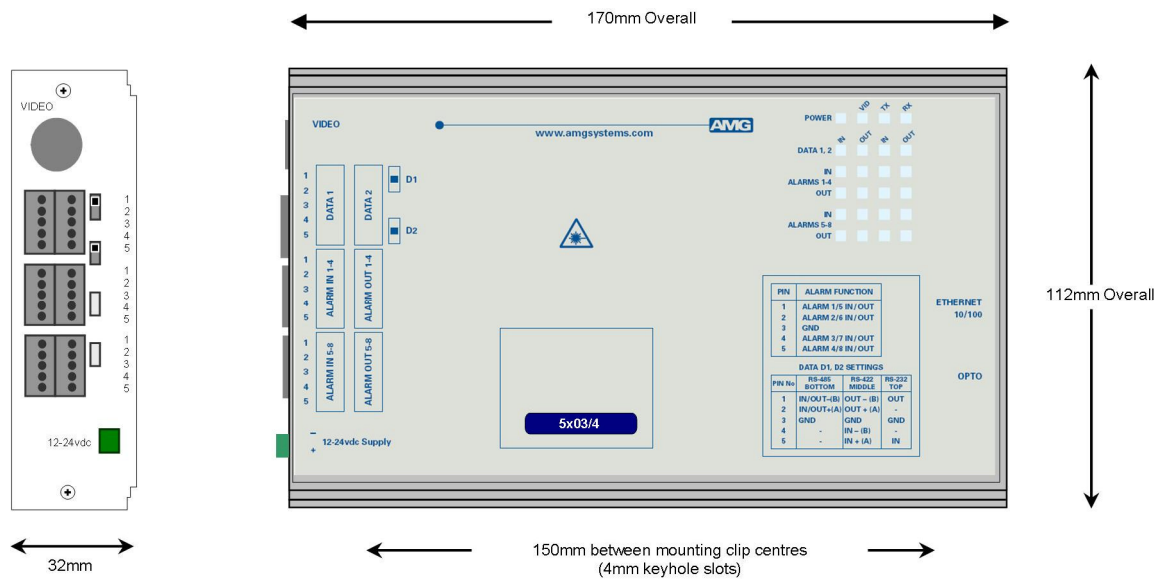 170mm Overall
VIDEO
1
2
3
4
5
1
2
3
4
5
1
2
3
4
5
12-24vdc
32mm
VIDEO
www.amgsystems.com
AMG
1
2
3
4
5
DATA 1
DATA 2
D1
D2
1
2
3
4
5
ALARM IN 1-4
ALARM OUT 1-4
1
2
3
4
5
ALARM IN 5-8
ALARM OUT 5-8
–
+
12-24vdc Supply
5x03/4
VID TX RX
POWER
IN OUT IN OUT
DATA 1, 2
IN
ALARMS 1-4
OUT
IN
ALARMS 5-8
OUT
PIN ALARM FUNCTION
1 ALARM 1/5 IN/OUT
2 ALARM 2/6 IN/OUT
3 GND
4 ALARM 3/7 IN/OUT
5 ALARM 4/8 IN/OUT
DATA D1, D2 SETTINGS
PIN No RS-485 BOTTOM RS-422 MIDDLE RS-232 TOP
1 IN/OUT–(B) OUT – (B) OUT
2 IN/OUT+(A) OUT + (A) -
3 GND GND GND
4 - IN – (B) -
5 - IN + (A) IN
ETHERNET
10/100
OPTO
112mm Overall
150mm between mounting clip centres
(4mm keyhole slots)